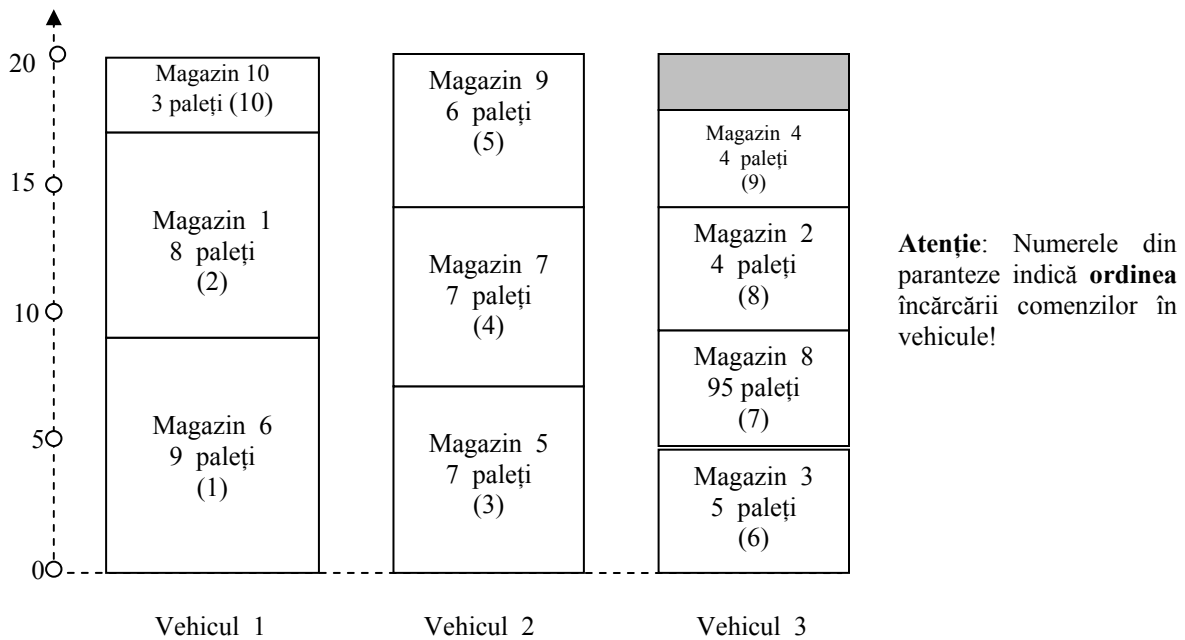 20
15
10
5
0
Magazin 10
3 paleți (10)
Magazin 1
8 paleți
(2)
Magazin 6
9 paleți
(1)
Vehicul 1
Magazin 9
6 paleți
(5)
Magazin 7
7 paleți
(4)
Magazin 5
7 paleți
(3)
Vehicul 2
Magazin 4
4 paleți
(9)
Magazin 2
4 paleți
(8)
Magazin 8
95 paleți
(7)
Magazin 3
5 paleți
(6)
Vehicul 3
Atenție: Numerele din
paranteze indică ordinea
încărcării comenzilor în
vehicule!